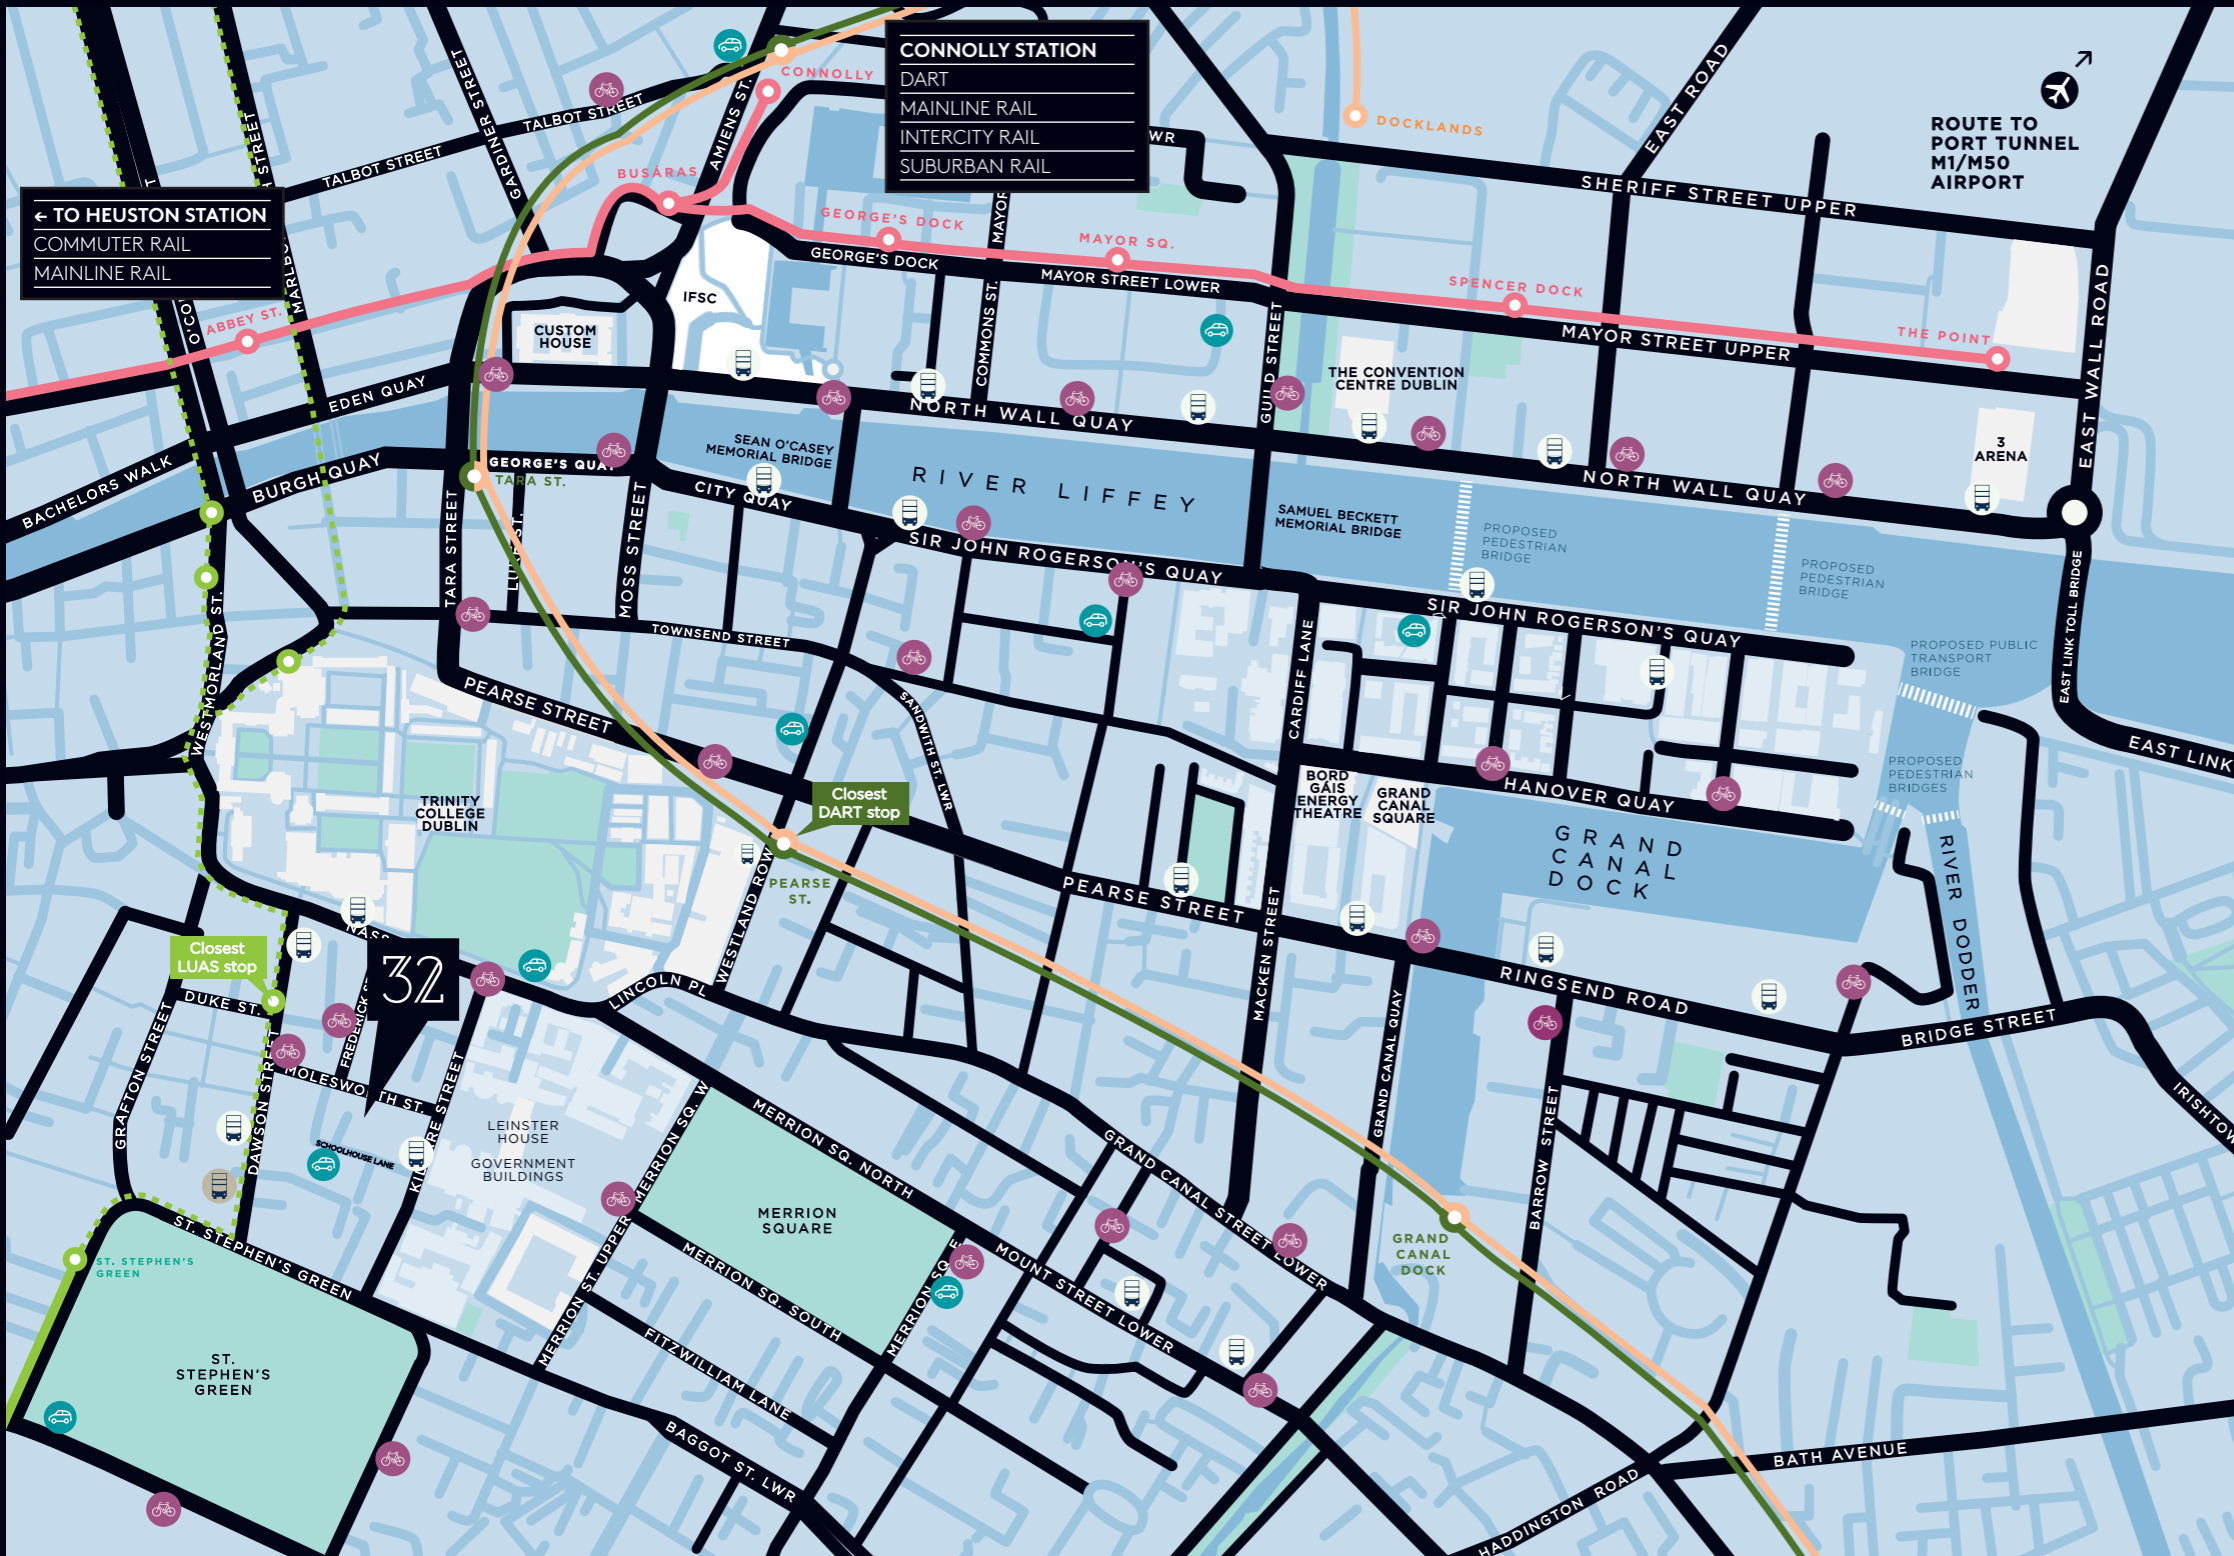 CONNOLLY STATION
DART
MAINLINE RAIL
INTERCITY RAIL
SUBURBAN RAIL
← TO HEUSTON STATION
COMMUTER RAIL
MAINLINE RAIL
ROUTE TO
PORT TUNNEL
M1/M50
AIRPORT
CONNOLLY
DOCKLANDS
EAST ROAD
GARDINER STREET
TALBOT STREET
TALBOT STREET
AMIENS ST.
BUSÁRAS
GEORGE'S DOCK
MAYOR SQ.
SPENCER DOCK
THE POINT
ABBEY ST.
SHERIFF STREET UPPER
GEORGE'S DOCK
MAYOR STREET LOWER
MAYOR STREET UPPER
COMMONS ST.
GUILD STREET
EAST WALL ROAD
IFSC
CUSTOM
HOUSE
THE CONVENTION
CENTRE DUBLIN
3
ARENA
EDEN QUAY
BACHELORS WALK
BURGH QUAY
GEORGE'S QUAY
TARA ST.
CITY QUAY
NORTH WALL QUAY
NORTH WALL QUAY
SEAN O'CASEY
MEMORIAL BRIDGE
RIVER LIFFEY
SAMUEL BECKETT
MEMORIAL BRIDGE
PROPOSED
PEDESTRIAN
BRIDGE
PROPOSED
PEDESTRIAN
BRIDGE
PROPOSED PUBLIC
TRANSPORT
BRIDGE
PROPOSED
PEDESTRIAN
BRIDGES
EAST LINK TOLL BRIDGE
EAST LINK
SIR JOHN ROGERSON'S QUAY
SIR JOHN ROGERSON'S QUAY
TARA STREET
MOSS STREET
TOWNSEND STREET
SANDWITH ST. LWR
CARDIFF LANE
WESTMORLAND ST.
PEARSE STREET
TRINITY
COLLEGE
DUBLIN
Closest
DART stop
PEARSE
ST.
WESTLAND ROW
BORD
GÁIS
ENERGY
THEATRE
GRAND
CANAL
SQUARE
HANOVER QUAY
GRAND
CANAL
DOCK
RIVER DODDER
PEARSE STREET
MACKEN STREET
RINGSEND ROAD
BRIDGE STREET
GRAND CANAL QUAY
BARROW STREET
Closest
LUAS stop
32
LINCOLN PL
DUKE ST.
GRAFTON STREET
DAWSON STREET
MOLESWORTH ST.
SCHOOLHOUSE LANE
LEINSTER
HOUSE
GOVERNMENT
BUILDINGS
MERRION SQ. W
MERRION SQ. NORTH
MERRION
SQUARE
MERRION ST. UPPER
MERRION SQ. SOUTH
MOUNT STREET LOWER
GRAND CANAL STREET LOWER
GRAND
CANAL
DOCK
ST. STEPHEN'S
GREEN
ST. STEPHEN'S GREEN
ST.
STEPHEN'S
GREEN
FITZWILLIAM LANE
BAGGOT ST. LWR
HADDINGTON ROAD
BATH AVENUE